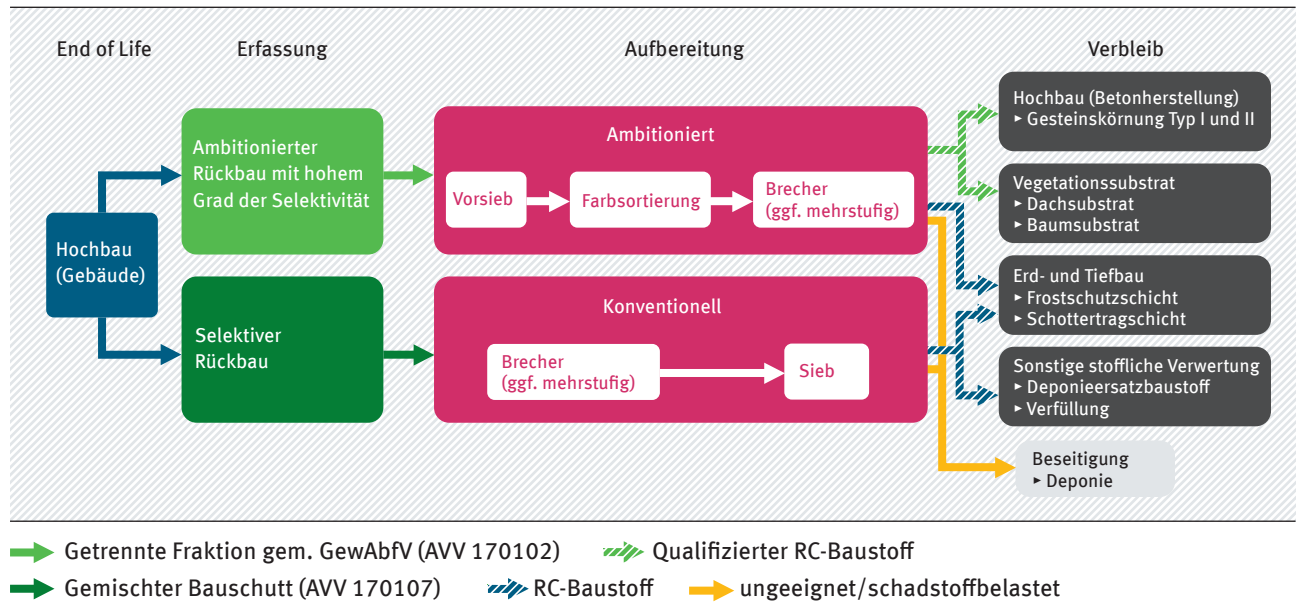 End of Life
Erfassung
Aufbereitung
Verbleib
Hochbau
(Gebäude)
Ambitionierter
Rückbau mit hohem
Grad der Selektivität
Selektiver
Rückbau
Ambitioniert
Vorsieb
Farbsortierung
Brecher
(ggf. mehrstufig)
Konventionell
Brecher
(ggf. mehrstufig)
Sieb
Hochbau (Betonherstellung)
▸ Gesteinskörnung Typ I und II
Vegetationssubstrat
▸ Dachsubstrat
▸ Baumsubstrat
Erd- und Tiefbau
▸ Frostschutzschicht
▸ Schottertragschicht
Sonstige stoffliche Verwertung
▸ Deponieersatzbaustoff
▸ Verfüllung
Beseitigung
▸ Deponie
Getrennte Fraktion gem. GewAbfV (AVV 170102)
Qualifizierter RC-Baustoff
Gemischter Bauschutt (AVV 170107)
RC-Baustoff
ungeeignet/schadstoffbelastet